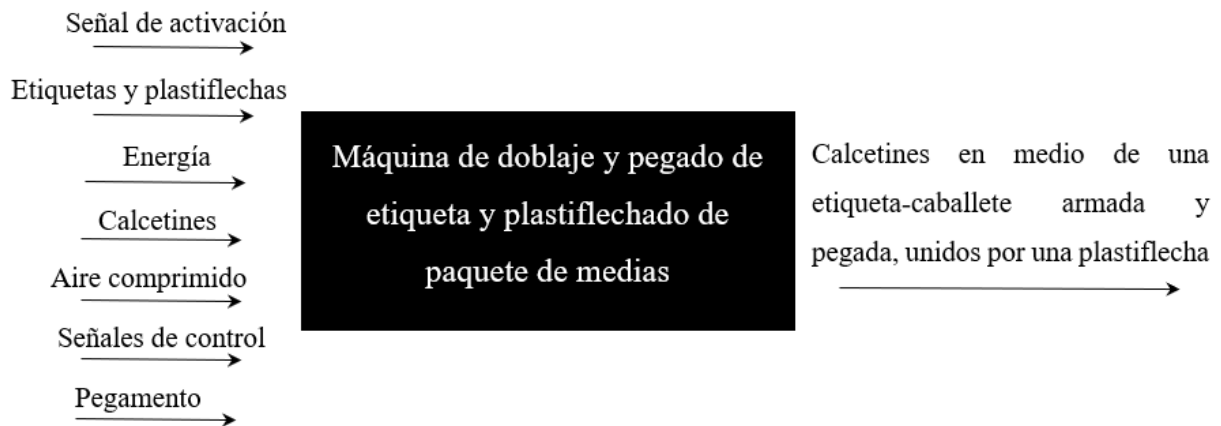 Señal de activación
Etiquetas y plastiflechas
Energía
Calcetines
Aire comprimido
Señales de control
Pegamento
Máquina de doblaje y pegado de
etiqueta y plastiflechado de
paquete de medias
Calcetines en medio de una
etiqueta-caballete armada y
pegada, unidos por una plastiflecha